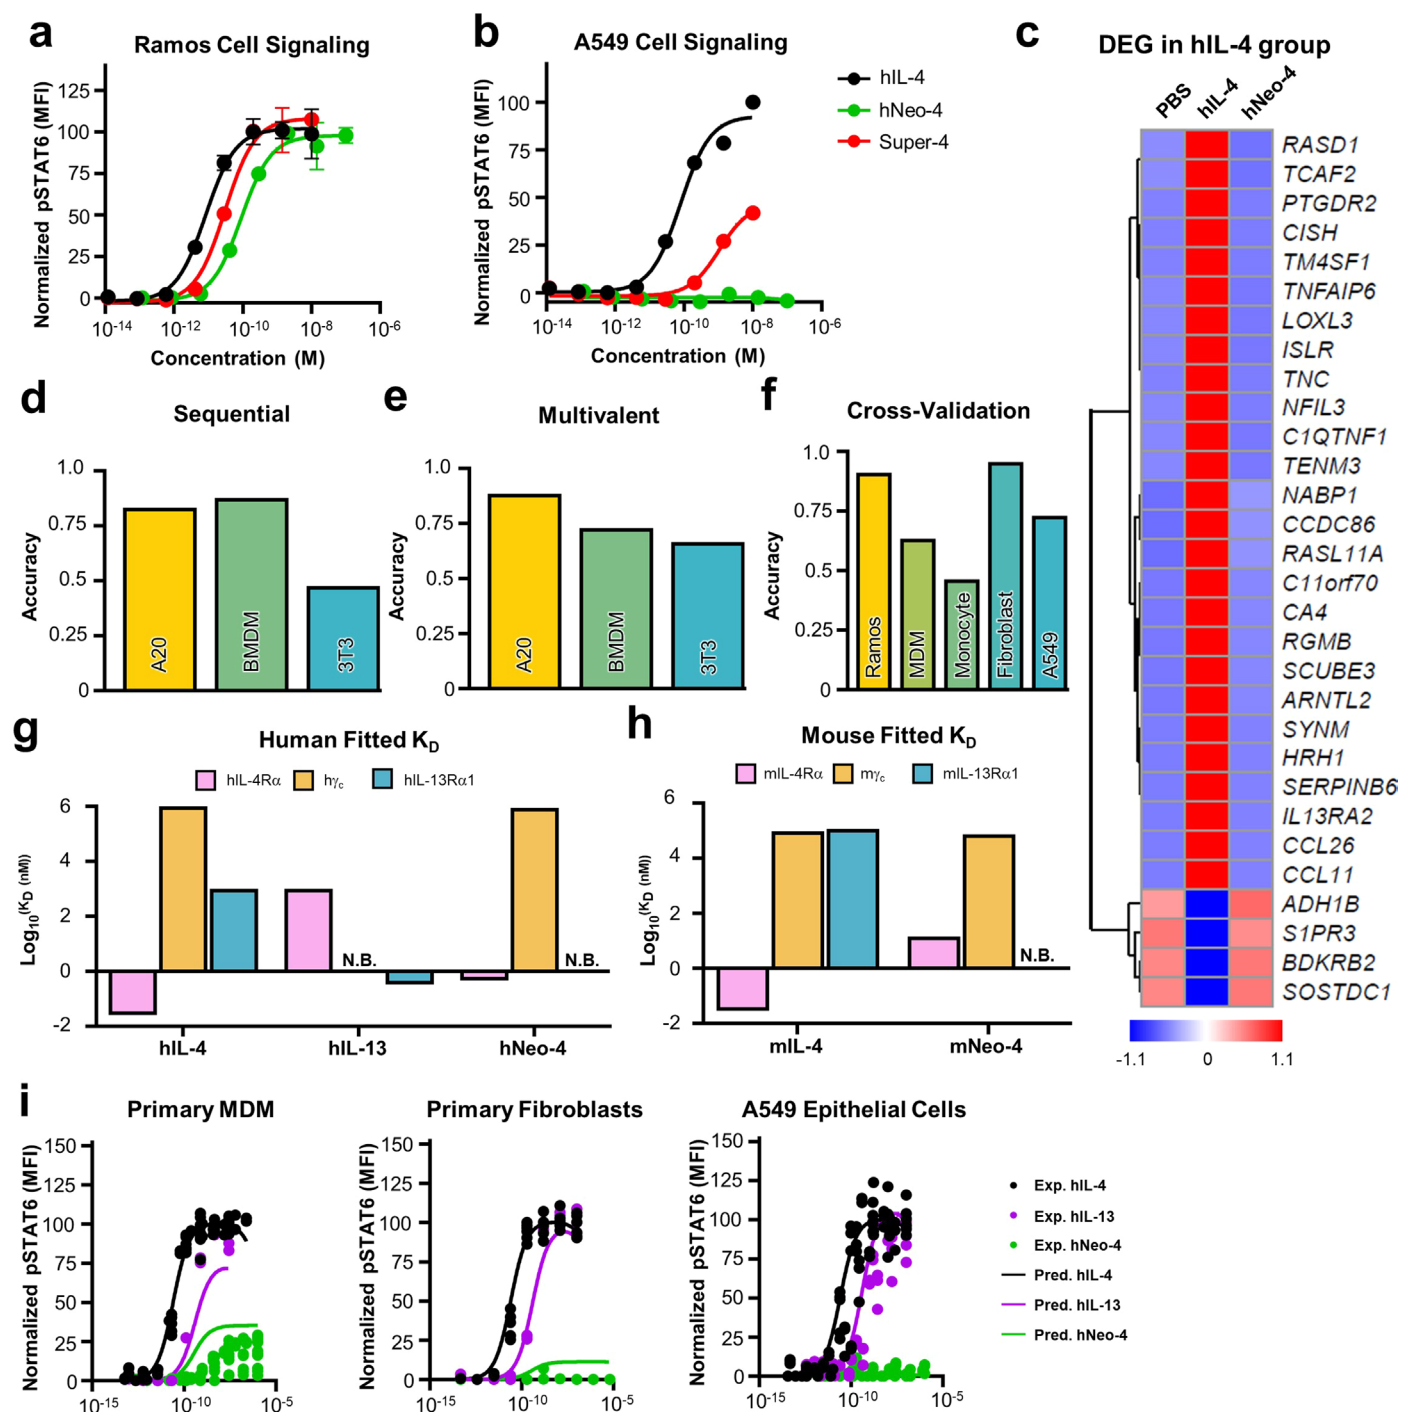 a
Ramos Cell Signaling
Normalized pSTAT6 (MFI)
125
100
75
50
25
0
10-14
10-12
10-10
10-8
10-6
Concentration (M)
b
A549 Cell Signaling
Normalized pSTAT6 (MFI)
100
75
50
25
0
10-14
10-12
10-10
10-8
10-6
Concentration (M)
hIL-4
hNeo-4
Super-4
c
DEG in hIL-4 group
PBS
hIL-4
hNeo-4
RASD1
TCAF2
PTGDR2
CISH
TM4SF1
TNFAIP6
LOXL3
ISLR
TNC
NFIL3
C1QTNF1
TENM3
NABP1
CCDC86
RASL11A
C11orf70
CA4
RGMB
SCUBE3
ARNTL2
SYNM
HRH1
SERPINB6
IL13RA2
CCL26
CCL11
ADH1B
S1PR3
BDKRB2
SOSTDC1
-1.1
0
1.1
d
Sequential
Accuracy
1.0
0.75
0.5
0.25
0
A20
BMDM
3T3
e
Multivalent
Accuracy
1.0
0.75
0.5
0.25
0
A20
BMDM
3T3
f
Cross-Validation
Accuracy
1.0
0.75
0.5
0.25
0
Ramos
MDM
Monocyte
Fibroblast
A549
g
Human Fitted KD
hIL-4Rα
hγc
hIL-13Rα1
Log10(KD (nM))
6
4
2
0
-2
N.B.
N.B.
hIL-4
hIL-13
hNeo-4
h
Mouse Fitted KD
mIL-4Rα
mγc
mIL-13Rα1
Log10(KD (nM))
6
4
2
0
-2
N.B.
mIL-4
mNeo-4
i
Primary MDM
Normalized pSTAT6 (MFI)
150
125
100
75
50
25
0
10-15
10-10
10-5
Primary Fibroblasts
Normalized pSTAT6 (MFI)
150
125
100
75
50
25
0
10-15
10-10
10-5
A549 Epithelial Cells
Normalized pSTAT6 (MFI)
150
125
100
75
50
25
0
10-15
10-10
10-5
Exp. hIL-4
Exp. hIL-13
Exp. hNeo-4
Pred. hIL-4
Pred. hIL-13
Pred. hNeo-4